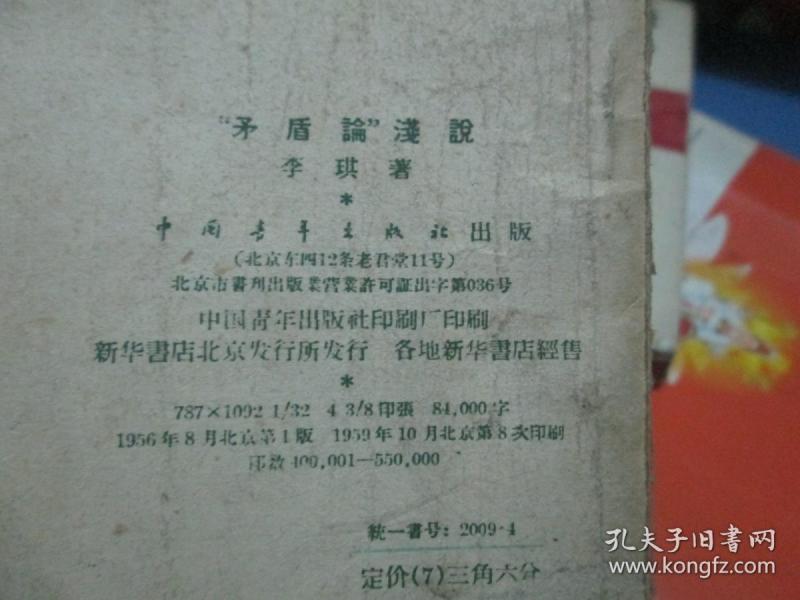 “矛盾論”淺說
李琪著
*
中国青年出版社出版
(北京东四12条老君堂11号)
北京市書刊出版業营業許可証出字第036号
中国青年出版社印刷厂印刷
新华書店北京发行所发行 各地新华書店經售
*
787×1092 1/32 4 3/8印張 84,000字
1956年8月北京第1版 1959年10月北京第8次印刷
印数400,001—550,000
統一書号：2009·4
定价(7)三角六分
孔夫子旧書网
kongfz.com